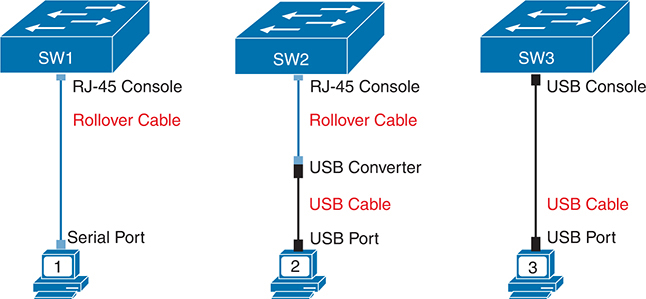 SW1
RJ-45 Console
Rollover Cable
Serial Port
1
SW2
RJ-45 Console
Rollover Cable
USB Converter
USB Cable
USB Port
2
SW3
USB Console
USB Cable
USB Port
3